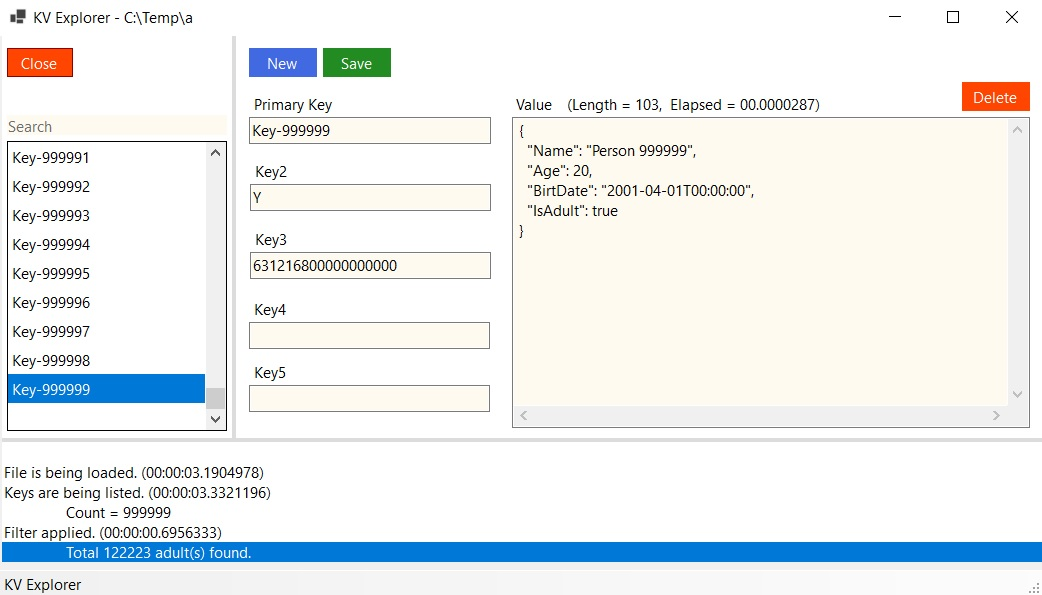 KV Explorer - C:\Temp\a
Close
New
Save
Delete
Search
Key-999991
Key-999992
Key-999993
Key-999994
Key-999995
Key-999996
Key-999997
Key-999998
Key-999999
Primary Key
Key-999999
Key2
Y
Key3
631216800000000000
Key4
Key5
Value (Length = 103, Elapsed = 00.0000287)
{
"Name": "Person 999999",
"Age": 20,
"BirtDate": "2001-04-01T00:00:00",
"IsAdult": true
}
File is being loaded. (00:00:03.1904978)
Keys are being listed. (00:00:03.3321196)
Count = 999999
Filter applied. (00:00:00.6956333)
Total 122223 adult(s) found.
KV Explorer